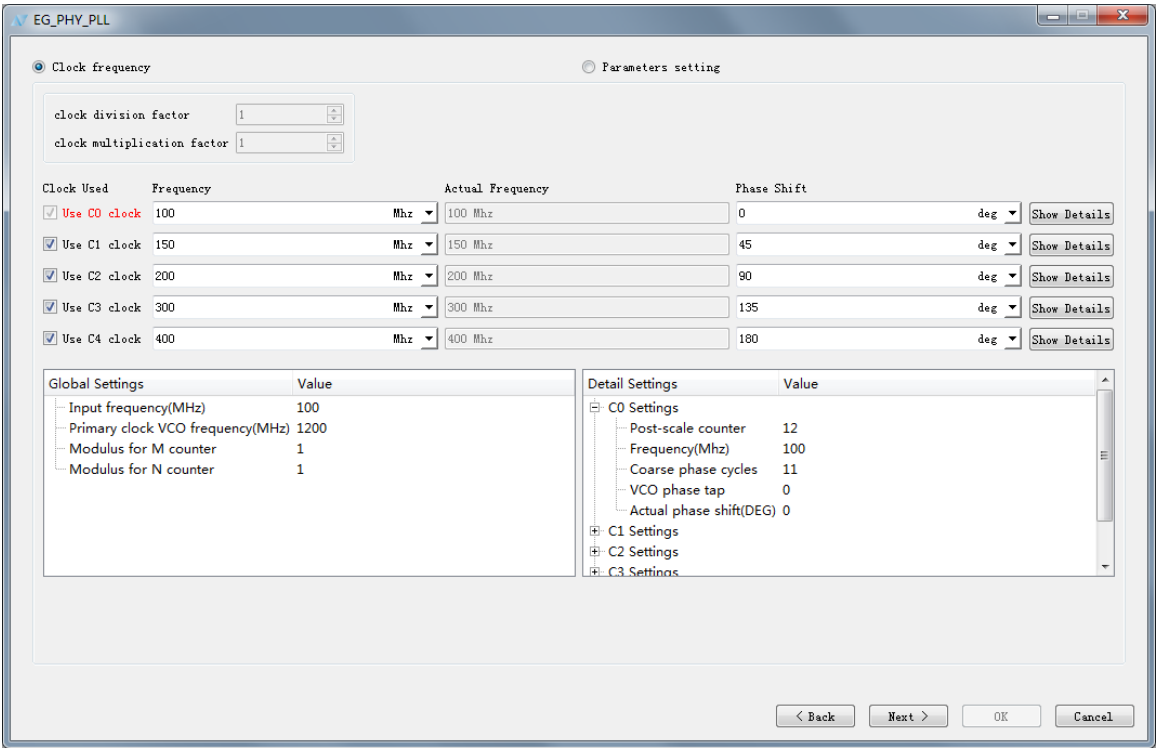 EG_PHY_PLL
Clock frequency Parameters setting
clock division factor 1
clock multiplication factor 1
Clock Used Frequency Actual Frequency Phase Shift
Use C0 clock 100 Mhz 100 Mhz 0 deg Show Details
Use C1 clock 150 Mhz 150 Mhz 45 deg Show Details
Use C2 clock 200 Mhz 200 Mhz 90 deg Show Details
Use C3 clock 300 Mhz 300 Mhz 135 deg Show Details
Use C4 clock 400 Mhz 400 Mhz 180 deg Show Details
Global Settings Value
Input frequency(MHz) 100
Primary clock VCO frequency(MHz) 1200
Modulus for M counter 1
Modulus for N counter 1
Detail Settings Value
C0 Settings
Post-scale counter 12
Frequency(Mhz) 100
Coarse phase cycles 11
VCO phase tap 0
Actual phase shift(DEG) 0
C1 Settings
C2 Settings
C3 Settings
< Back Next > OK Cancel